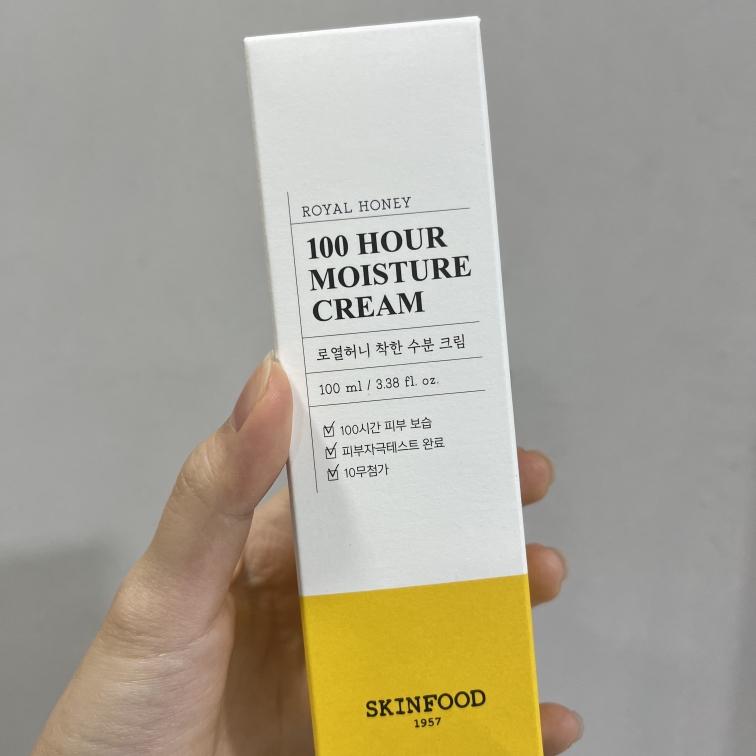 ROYAL HONEY
100 HOUR
MOISTURE
CREAM
로열허니 착한 수분 크림
100 ml / 3.38 fl. oz.
100시간 피부 보습
피부자극테스트 완료
10무첨가
SKINFOOD
1957